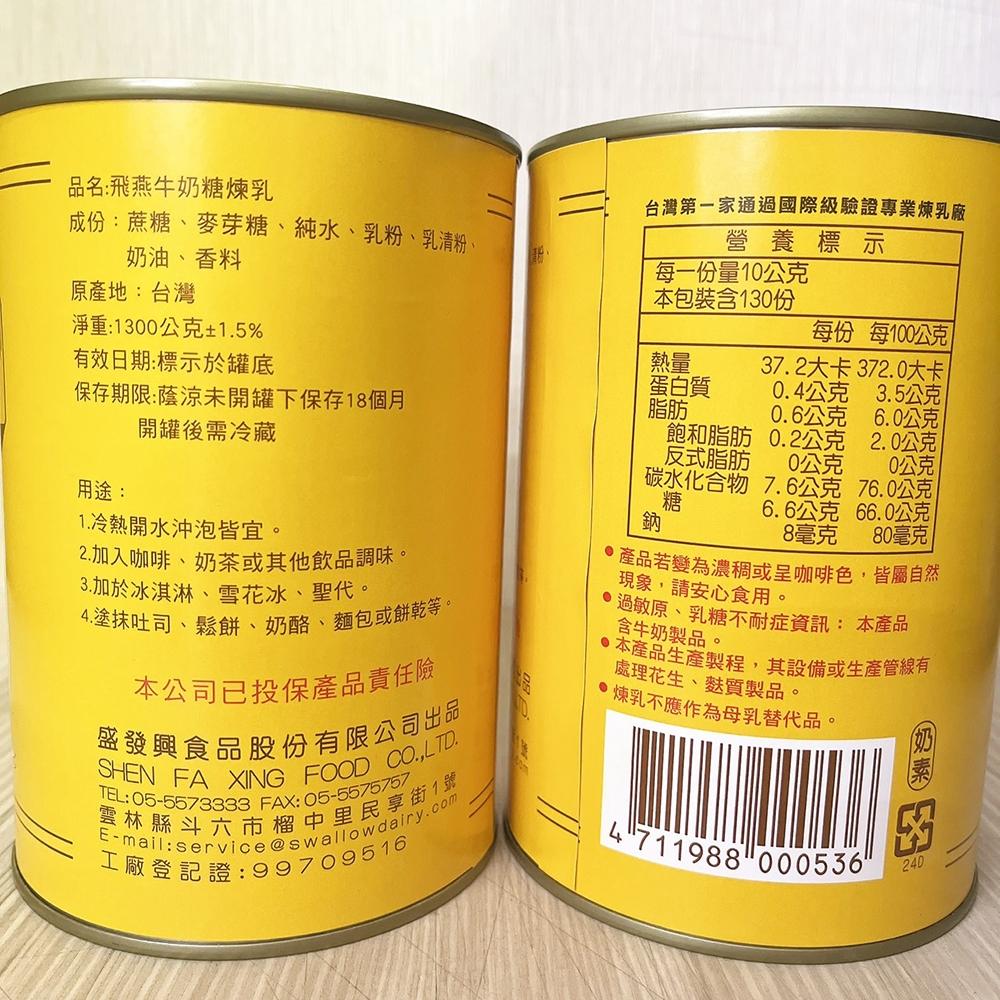 品名:飛燕牛奶糖煉乳
成份：蔗糖、麥芽糖、純水、乳粉、乳清粉、
奶油、香料
原產地：台灣
淨重:1300公克±1.5%
有效日期:標示於罐底
保存期限:蔭涼未開罐下保存18個月
開罐後需冷藏
用途：
1.冷熱開水沖泡皆宜。
2.加入咖啡、奶茶或其他飲品調味。
3.加於冰淇淋、雪花冰、聖代。
4.塗抹吐司、鬆餅、奶酪、麵包或餅乾等。
本公司已投保產品責任險
盛發興食品股份有限公司出品
SHEN FA XING FOOD CO.,LTD.
TEL:05-5573333 FAX:05-5575757
雲林縣斗六市榴中里民享街1號
E-mail:service@swallowdairy.com
工廠登記證:99709516
清粉、
出品
LTD.
號
com
台灣第一家通過國際級驗證專業煉乳廠
營養標示
每一份量10公克
本包裝含130份
每份 每100公克
熱量 37.2大卡 372.0大卡
蛋白質 0.4公克 3.5公克
脂肪 0.6公克 6.0公克
飽和脂肪 0.2公克 2.0公克
反式脂肪 0公克 0公克
碳水化合物 7.6公克 76.0公克
糖 6.6公克 66.0公克
鈉 8毫克 80毫克
●產品若變為濃稠或呈咖啡色，皆屬自然
現象，請安心食用。
●過敏原、乳糖不耐症資訊：本產品
含牛奶製品。
●本產品生產製程，其設備或生產管線有
處理花生、麩質製品。
●煉乳不應作為母乳替代品。
奶素
4 711988 000536
240